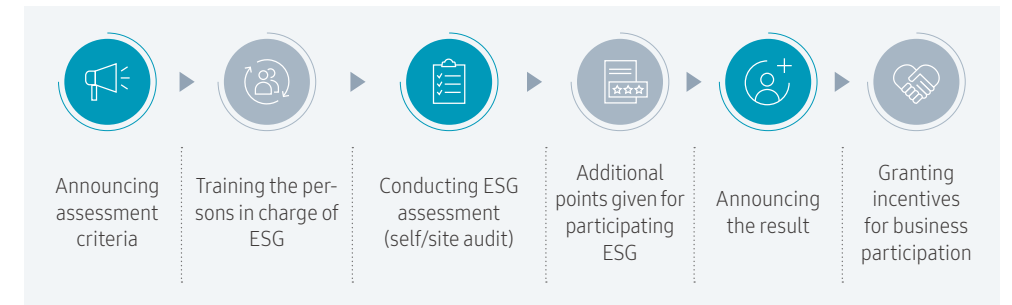 Announcing
assessment
criteria
Training the per-
sons in charge of
ESG
Conducting ESG
assessment
(self/site audit)
Additional
points given for
participating
ESG
Announcing
the result
Granting
incentives
for business
participation